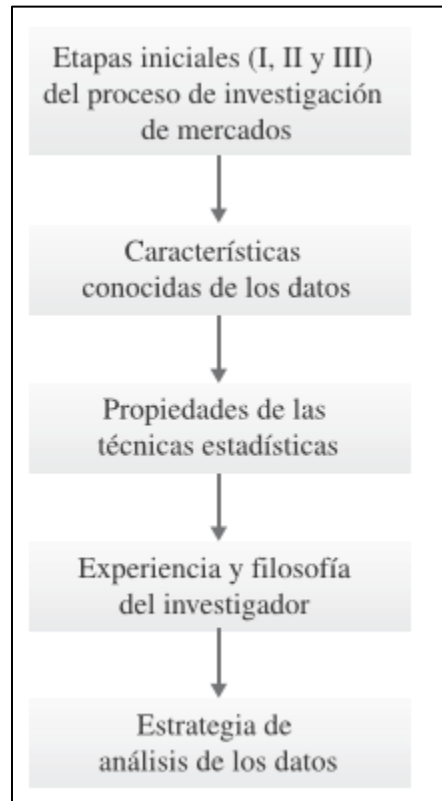 Etapas iniciales (I, II y III)
del proceso de investigación
de mercados
Características
conocidas de los datos
Propiedades de las
técnicas estadísticas
Experiencia y filosofía
del investigador
Estrategia de
análisis de los datos